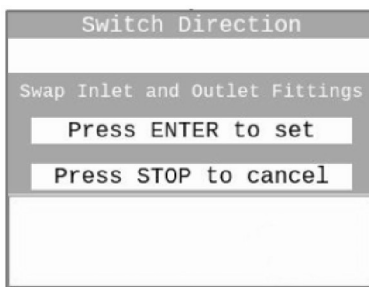 Switch Direction
Swap Inlet and Outlet Fittings
Press ENTER to set
Press STOP to cancel